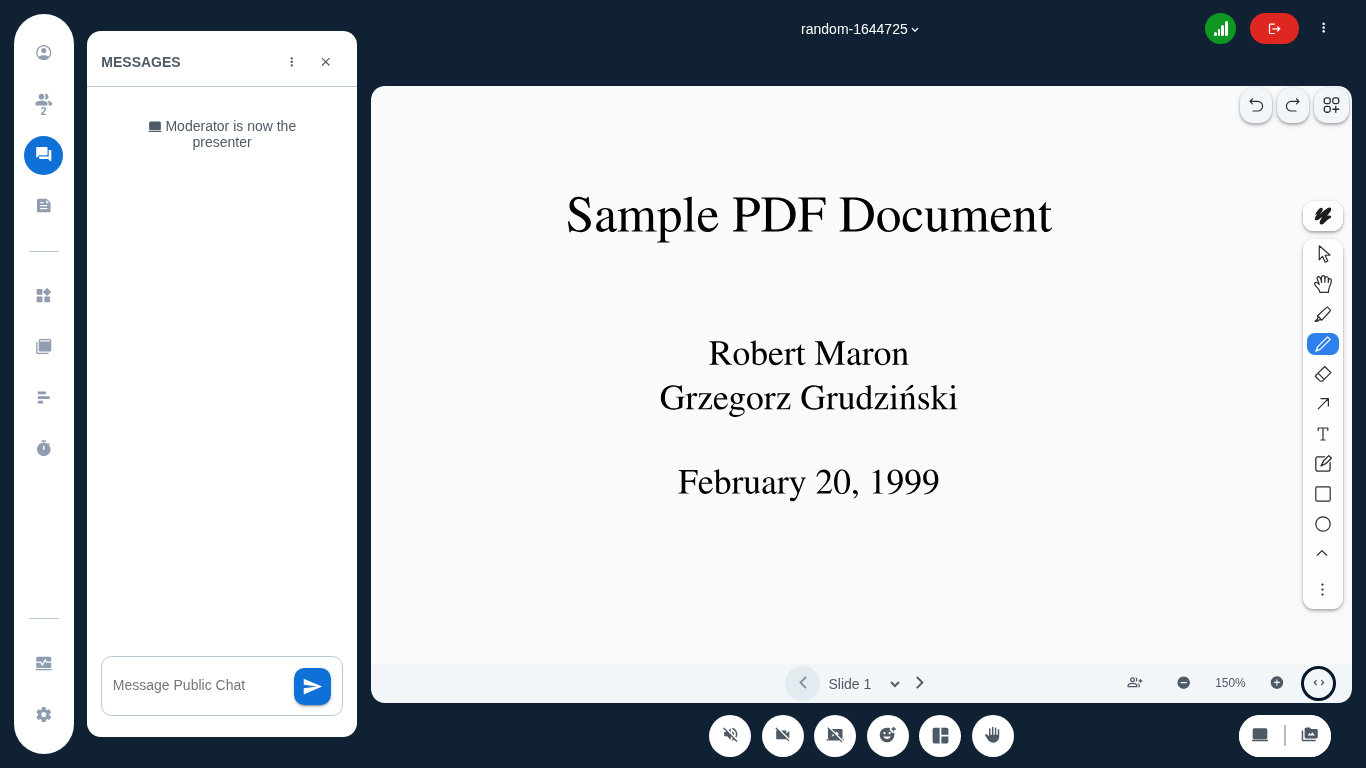 random-1644725
MESSAGES
2
Moderator is now the
presenter
Sample PDF Document
Robert Maron
Grzegorz Grudziński
February 20, 1999
Message Public Chat
Slide 1
150%